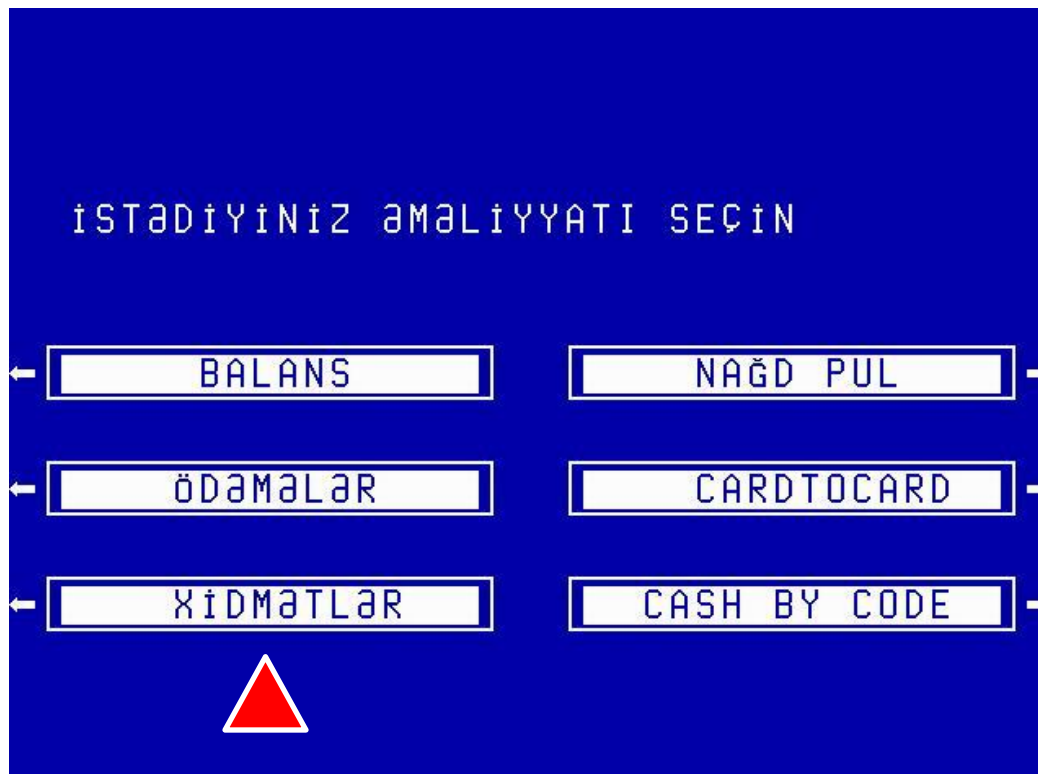 İSTƏDİYİNİZ ƏMƏLİYYATI SEÇİN
BALANS
NAĞD PUL
ÖDƏMƏLƏR
CARDTOCARD
XİDMƏTLƏR
CASH BY CODE